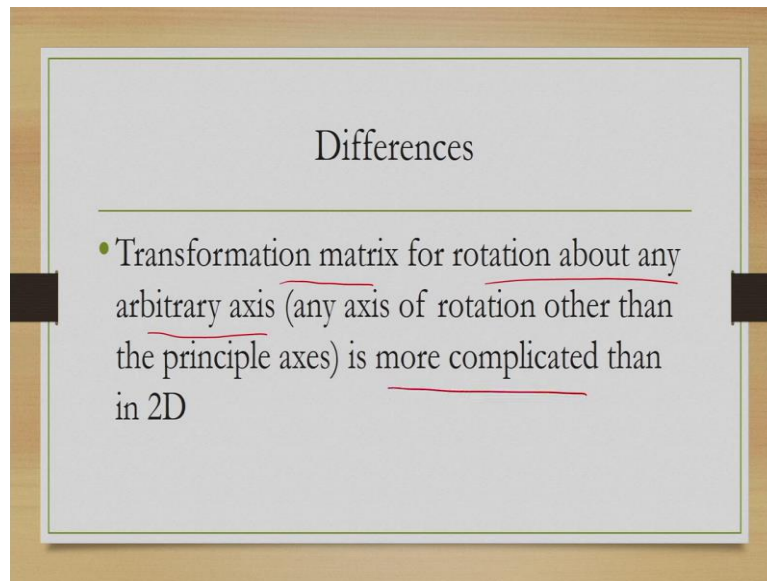 Differences
•Transformation matrix for rotation about any
arbitrary axis (any axis of rotation other than
the principle axes) is more complicated than
in 2D